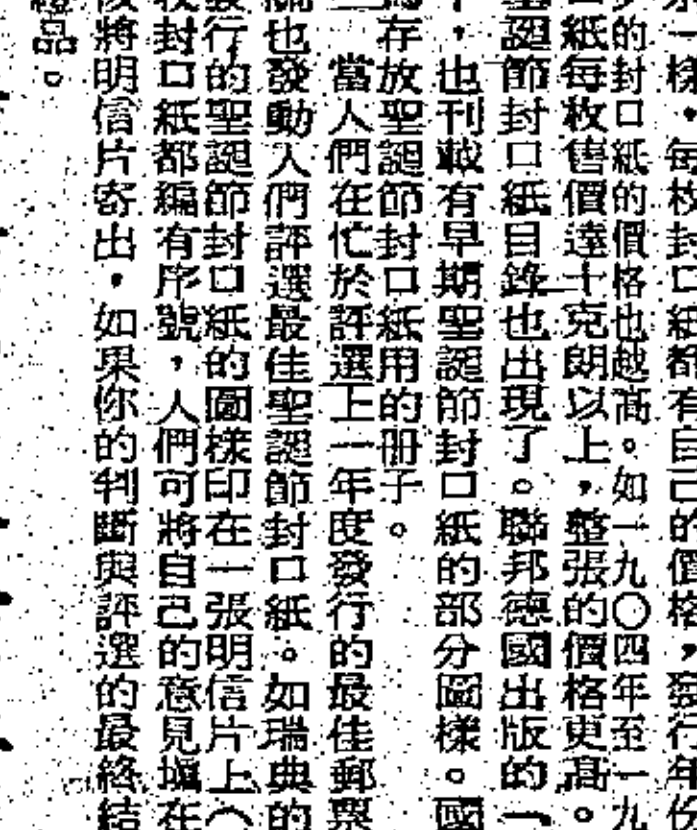 一樣，每枚封口紙都有自己的價格，發行年份
的封口紙的價格也越高。如一九〇四年至一九
口紙每枚售價達十克朗以上，整張的價格更高。
聖誕節封口紙目錄也出現了。聯邦德國出版的
，也刊載有早期聖誕節封口紙的部分圖樣。國
存放聖誕節封口紙用的冊子。
當人們在忙於評選上一年度發行的最佳郵票
也發動人們評選最佳聖誕節封口紙。如瑞典的
發行的聖誕節封口紙的圖樣印在一張明信片上（
枚封口紙都編有序號，人們可將自己的意見填在
後將明信片寄出，如果你的判斷與評選的最終結
禮品。